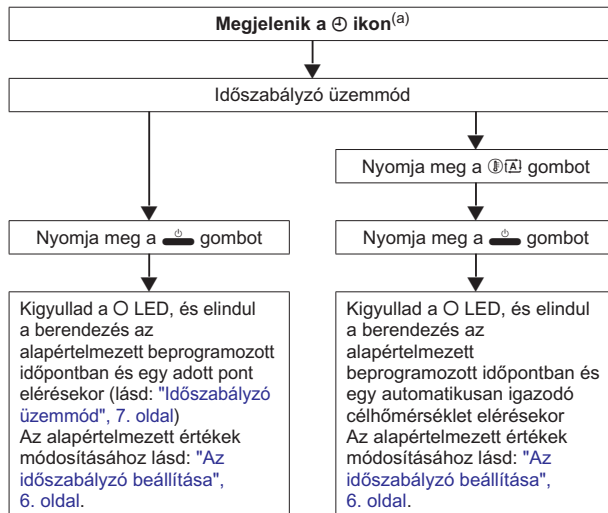 Megjelenik a ikon(a)
Időszabályzó üzemmód
Nyomja meg a A gombot
Nyomja meg a gombot
Nyomja meg a gombot
Kigyullad a LED, és elindul
a berendezés az
alapértelmezett beprogramozott
időpontban és egy adott pont
elérésekor (lásd: "Időszabályzó
üzemmód", 7. oldal)
Az alapértelmezett értékek
módosításához lásd: "Az
időszabályzó beállítása",
6. oldal.
Kigyullad a LED, és elindul
a berendezés az
alapértelmezett
beprogramozott időpontban és
egy automatikusan igazodó
célhőmérséklet elérésekor
Az alapértelmezett értékek
módosításához lásd: "Az
időszabályzó beállítása",
6. oldal.